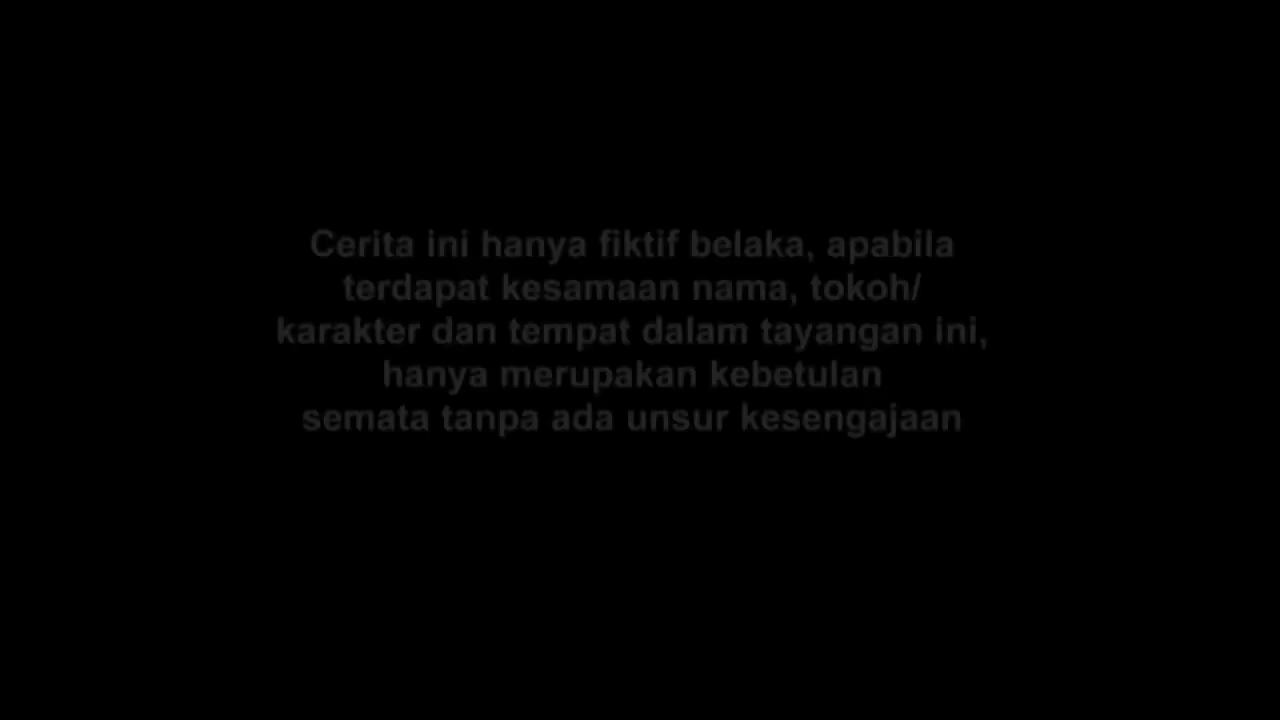 Cerita ini hanya fiktif belaka, apabila
terdapat kesamaan nama, tokoh/
karakter dan tempat dalam tayangan ini,
hanya merupakan kebetulan
semata tanpa ada unsur kesengajaan